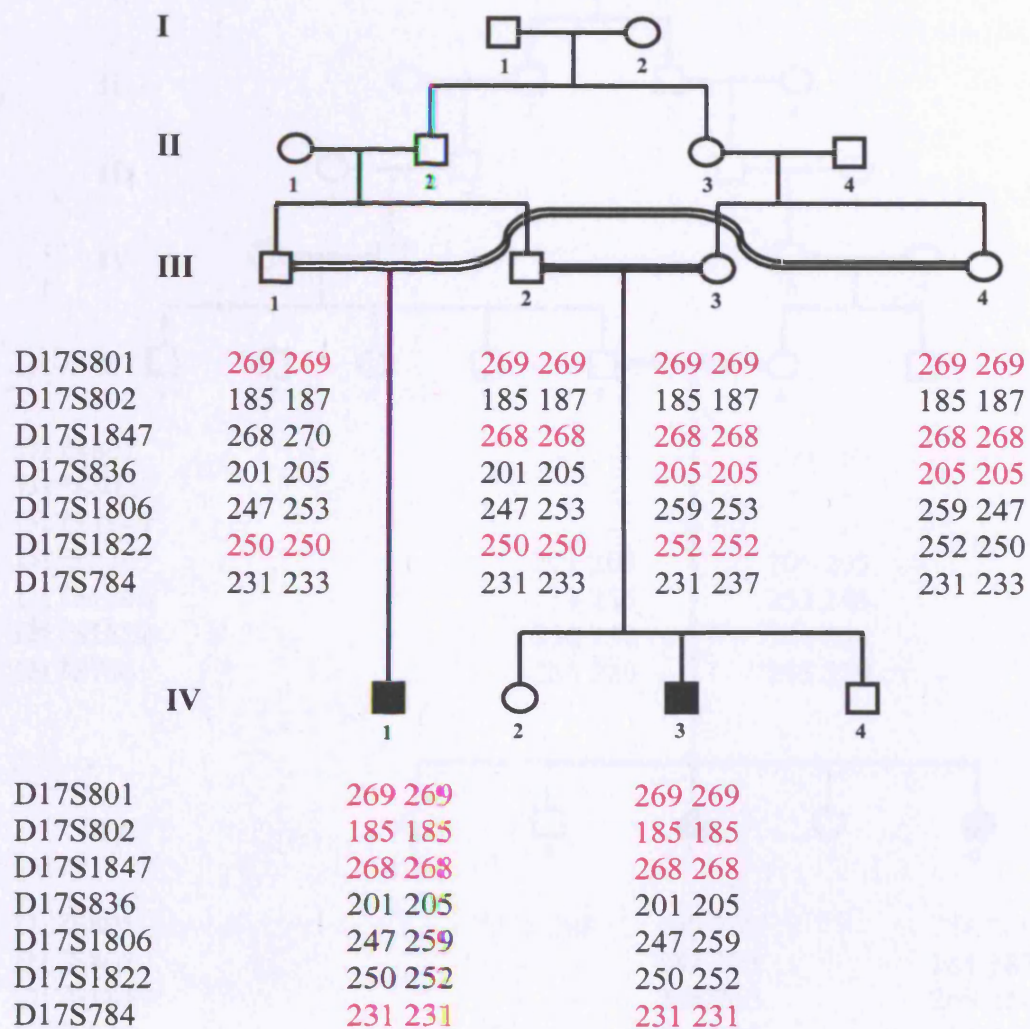 I
1 2
II
1 2 3 4
III
1 2 3 4
D17S801 269 269 269 269 269 269 269 269
D17S802 185 187 185 187 185 187 185 187
D17S1847 268 270 268 268 268 268 268 268
D17S836 201 205 201 205 205 205 205 205
D17S1806 247 253 247 253 259 253 259 247
D17S1822 250 250 250 250 252 252 252 250
D17S784 231 233 231 233 231 237 231 233
IV
1 2 3 4
D17S801 269 269 269 269
D17S802 185 185 185 185
D17S1847 268 268 268 268
D17S836 201 205 201 205
D17S1806 247 259 247 259
D17S1822 250 252 250 252
D17S784 231 231 231 231